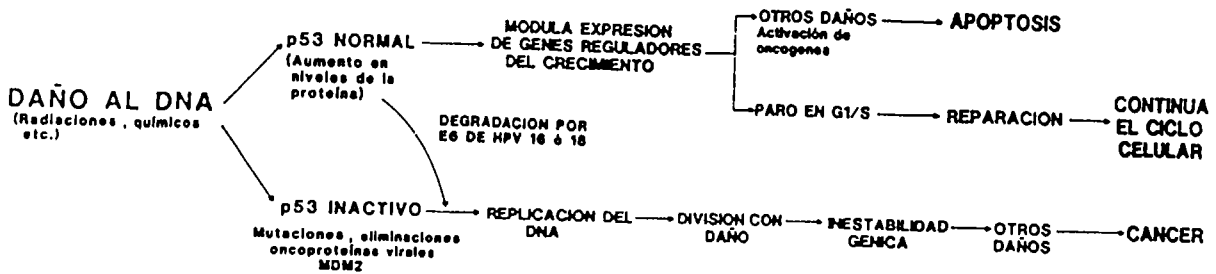 DAÑO AL DNA
(Radiaciones, químicos
etc.)
p53 NORMAL
(Aumento en
niveles de la
proteína)
MODULA EXPRESION
DE GENES REGULADORES
DEL CRECIMIENTO
OTROS DAÑOS
Activación de
oncogenes
APOPTOSIS
PARO EN G1/S
REPARACION
CONTINUA
EL CICLO
CELULAR
DEGRADACION POR
E6 DE HPV 16 ó 18
p53 INACTIVO
Mutaciones, eliminaciones
oncoproteínas virales
MDM2
REPLICACION DEL
DNA
DIVISION CON
DAÑO
INESTABILIDAD
GENICA
OTROS
DAÑOS
CANCER